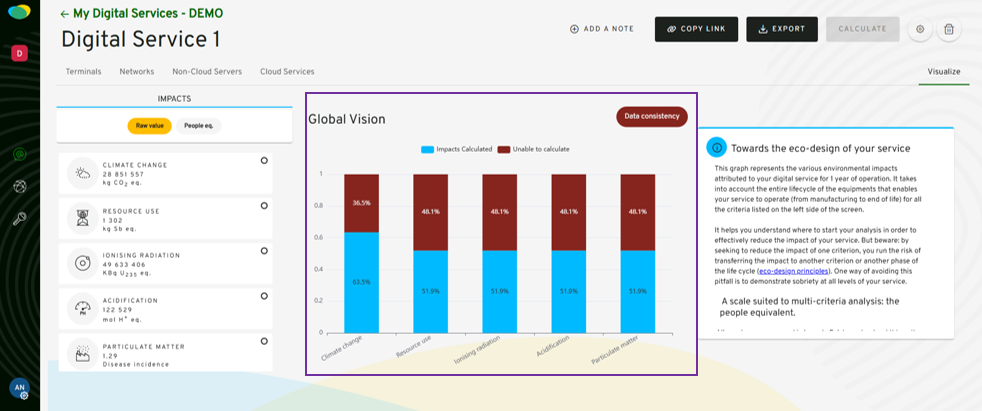 ← My Digital Services - DEMO
Digital Service 1
ADD A NOTE
COPY LINK
EXPORT
CALCULATE
D
Terminals
Networks
Non-Cloud Servers
Cloud Services
Visualize
IMPACTS
Raw value
People eq.
CLIMATE CHANGE
28 851 557
kg CO₂ eq.
RESOURCE USE
1 302
kg Sb eq.
IONISING RADIATION
49 633 406
KBq U₂₃₅ eq.
PH
ACIDIFICATION
122 529
mol H⁺ eq.
PARTICULATE MATTER
1.29
Disease incidence
AN
Global Vision
Data consistency
Impacts Calculated
Unable to calculate
1
0.8
0.6
0.4
0.2
0
36.5%
48.1%
48.1%
48.1%
48.1%
63.5%
51.9%
51.9%
51.9%
51.9%
Climate change
Resource use
Ionising radiation
Acidification
Particulate matter
Towards the eco-design of your service
This graph represents the various environmental impacts
attributed to your digital service for 1 year of operation. It takes
into account the entire lifecycle of the equipments that enables
your service to operate (from manufacturing to end of life) for all
the criteria listed on the left side of the screen.
It helps you understand where to start your analysis in order to
effectively reduce the impact of your service. But beware: by
seeking to reduce the impact of one criterion, you run the risk of
transferring the impact to another criterion or another phase of
the life cycle (eco-design principles). One way of avoiding this
pitfall is to demonstrate sobriety at all levels of your service.
A scale suited to multi-criteria analysis: the
people equivalent.